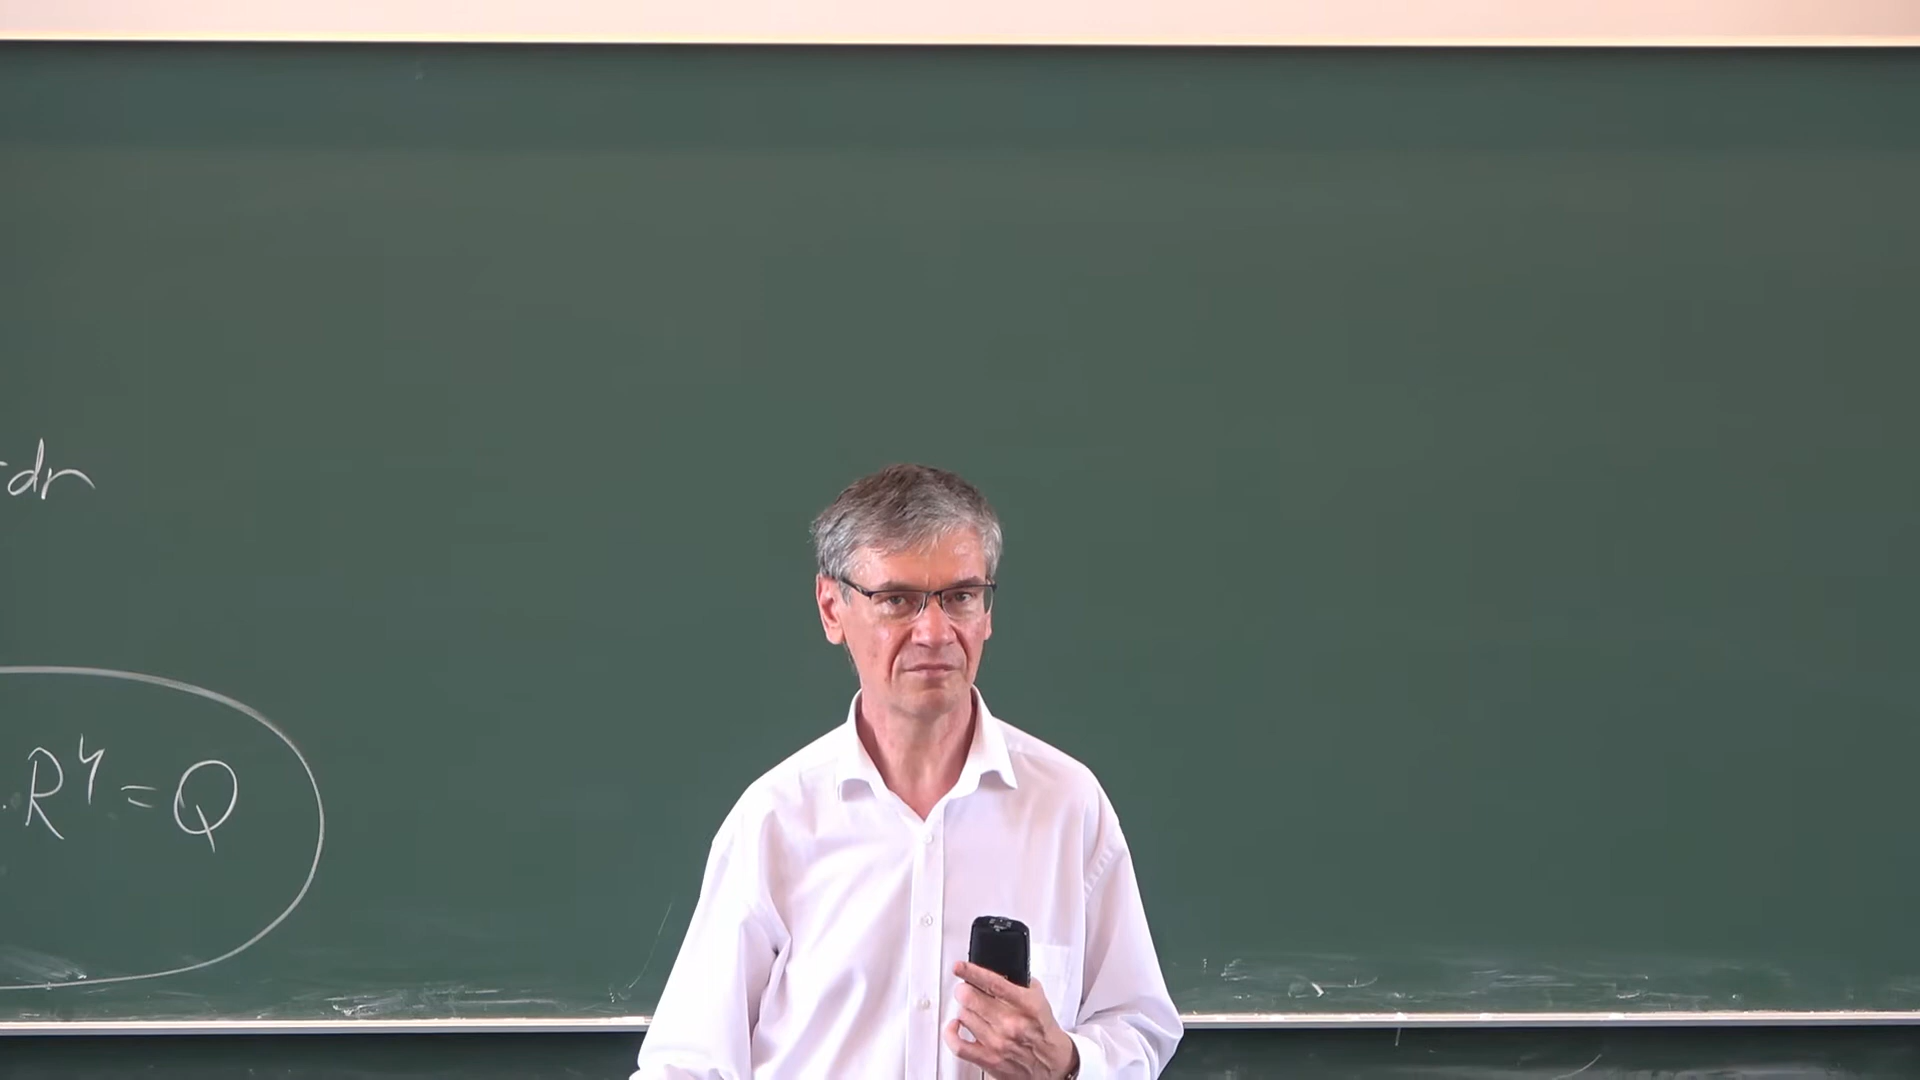 dr
. R⁴ = Q